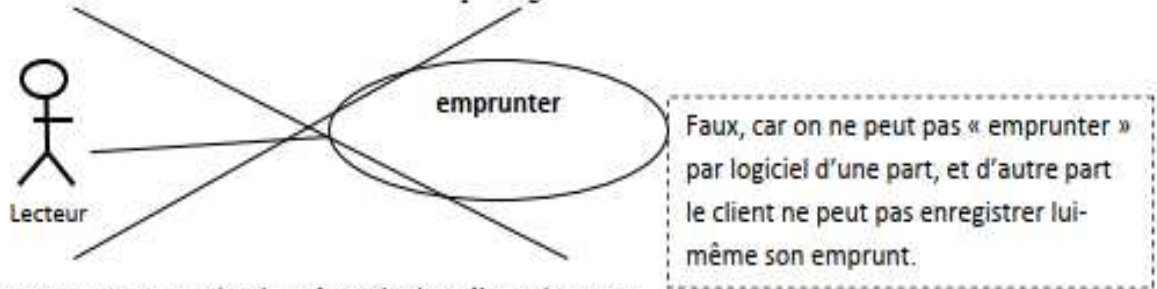 emprunter
Faux, car on ne peut pas « emprunter »
par logiciel d’une part, et d’autre part
le client ne peut pas enregistrer lui-
même son emprunt.
Lecteur